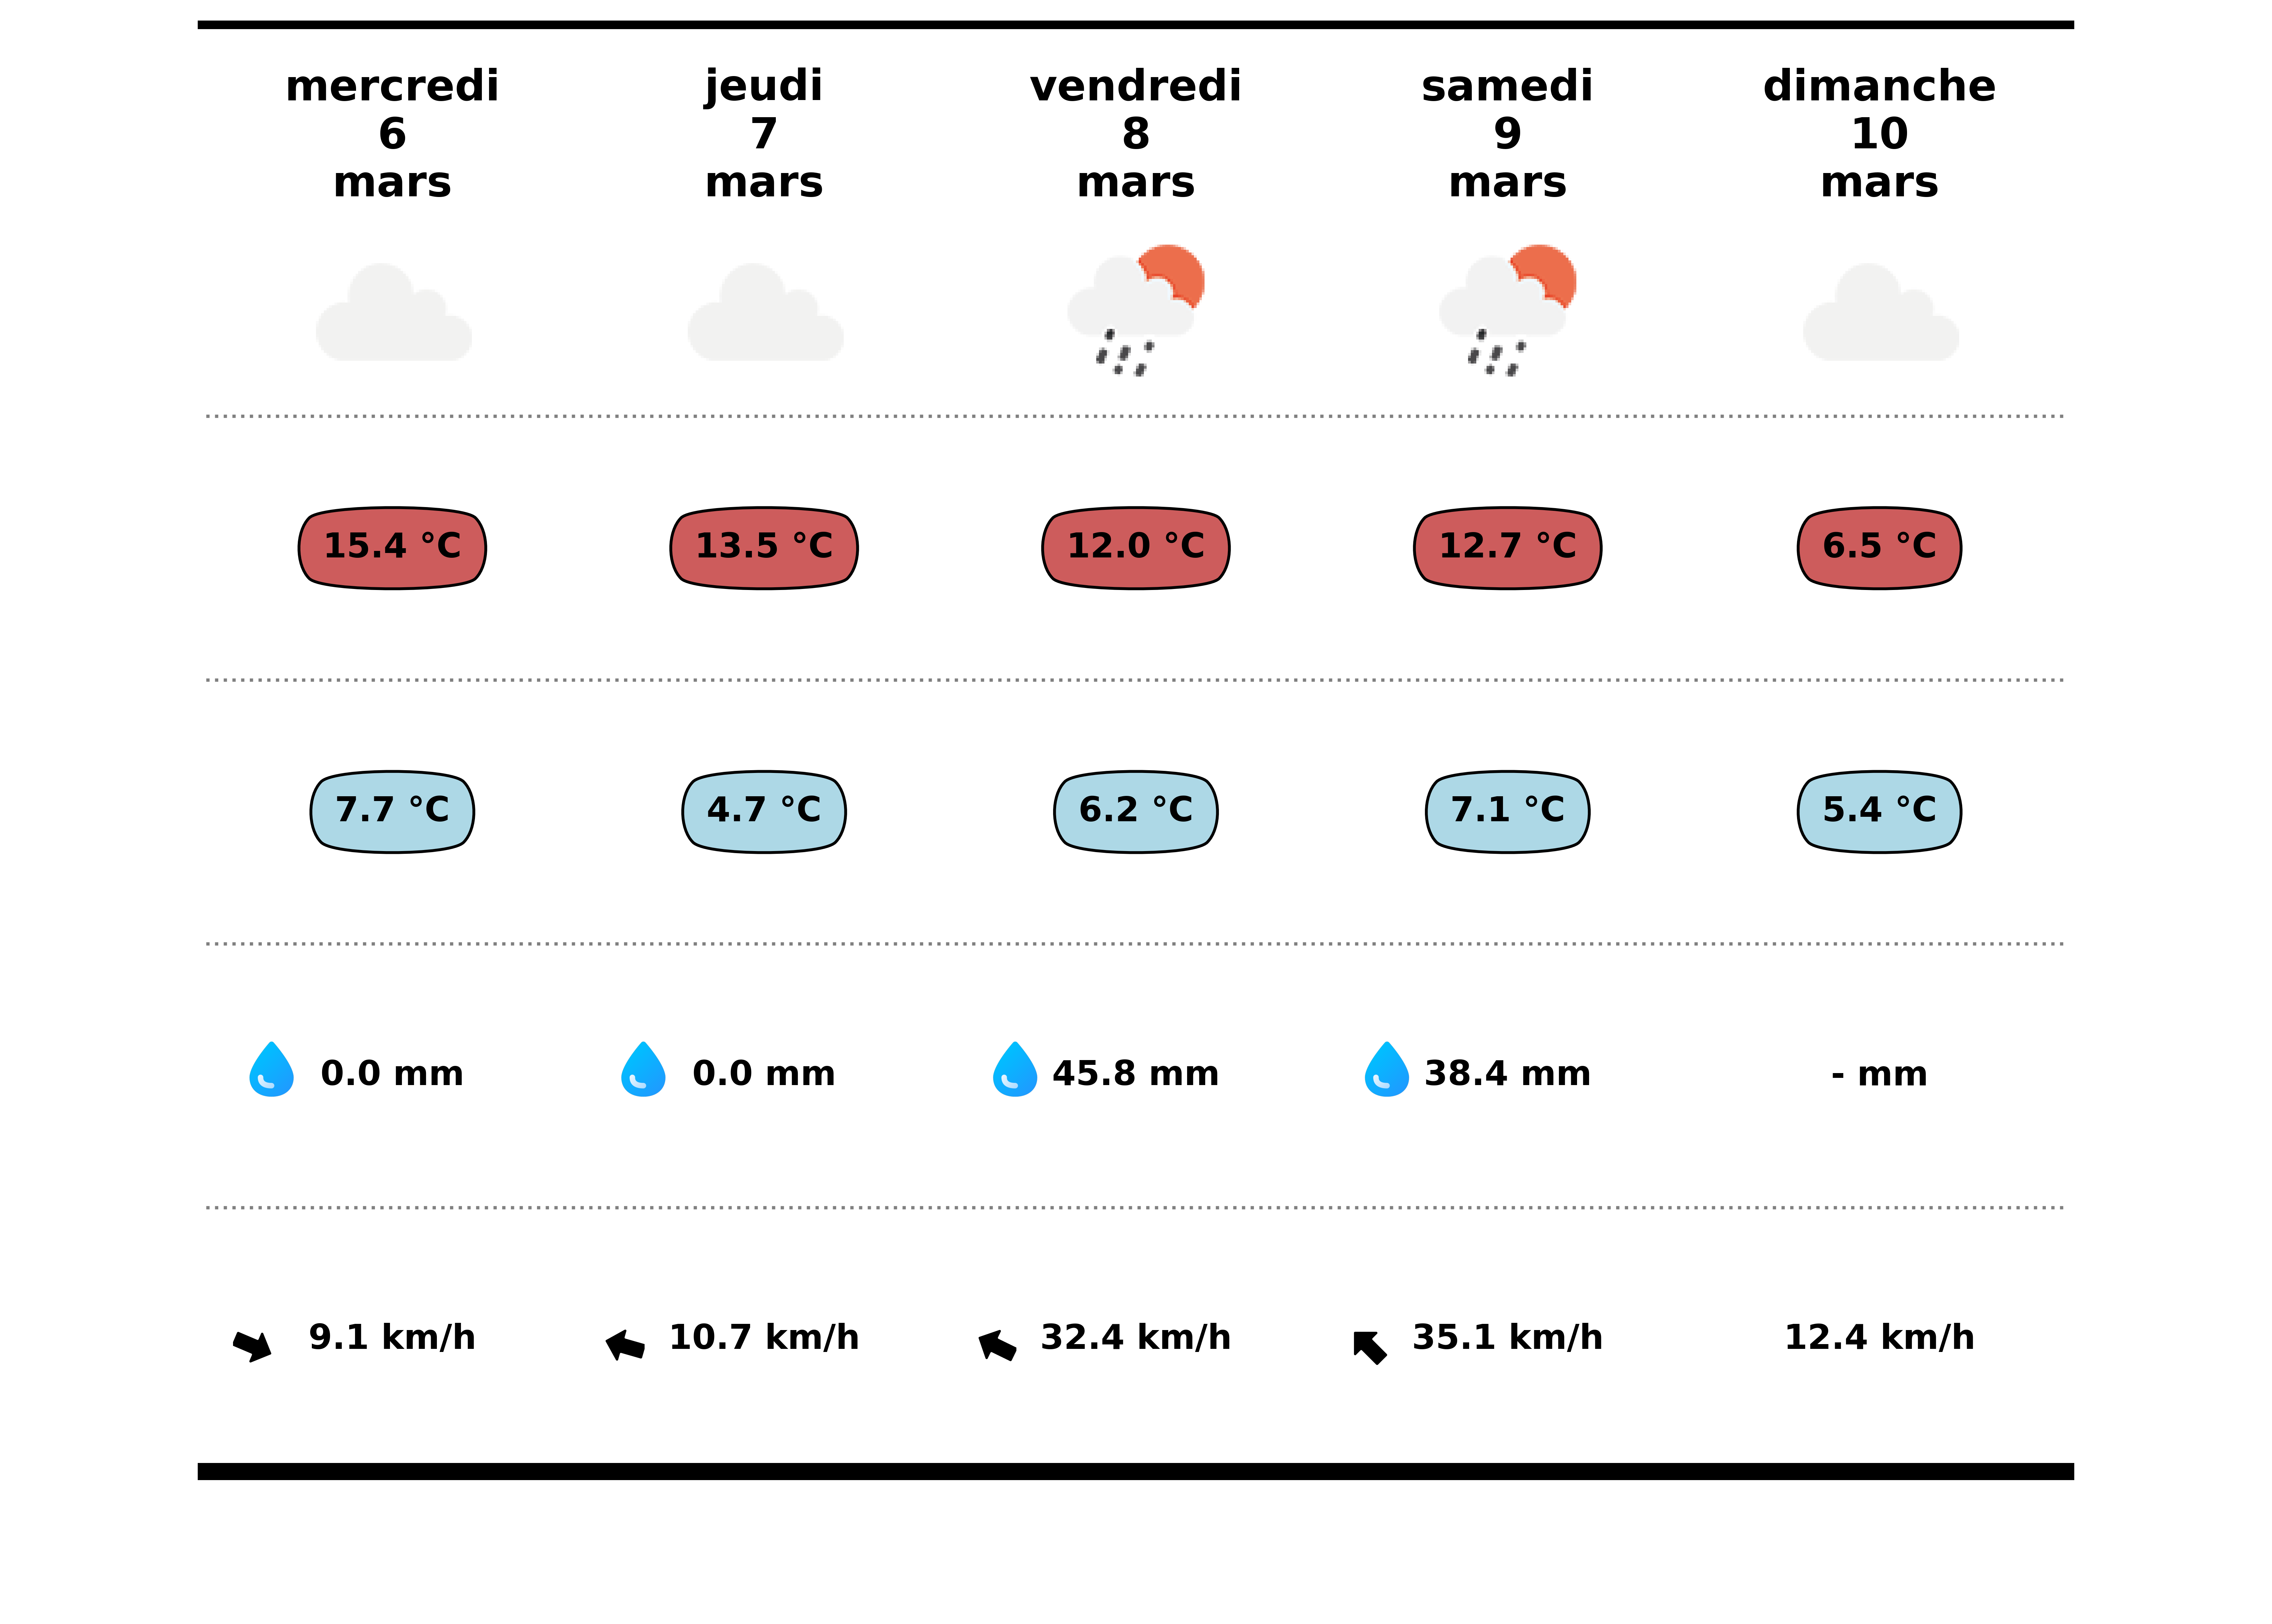 mercredi jeudi vendredi samedi dimanche
6 7 8 9 10
mars mars mars mars mars
15.4 °C 13.5 °C 12.0 °C 12.7 °C 6.5 °C
7.7 °C 4.7 °C 6.2 °C 7.1 °C 5.4 °C
0.0 mm 0.0 mm 45.8 mm 38.4 mm - mm
9.1 km/h 10.7 km/h 32.4 km/h 35.1 km/h 12.4 km/h